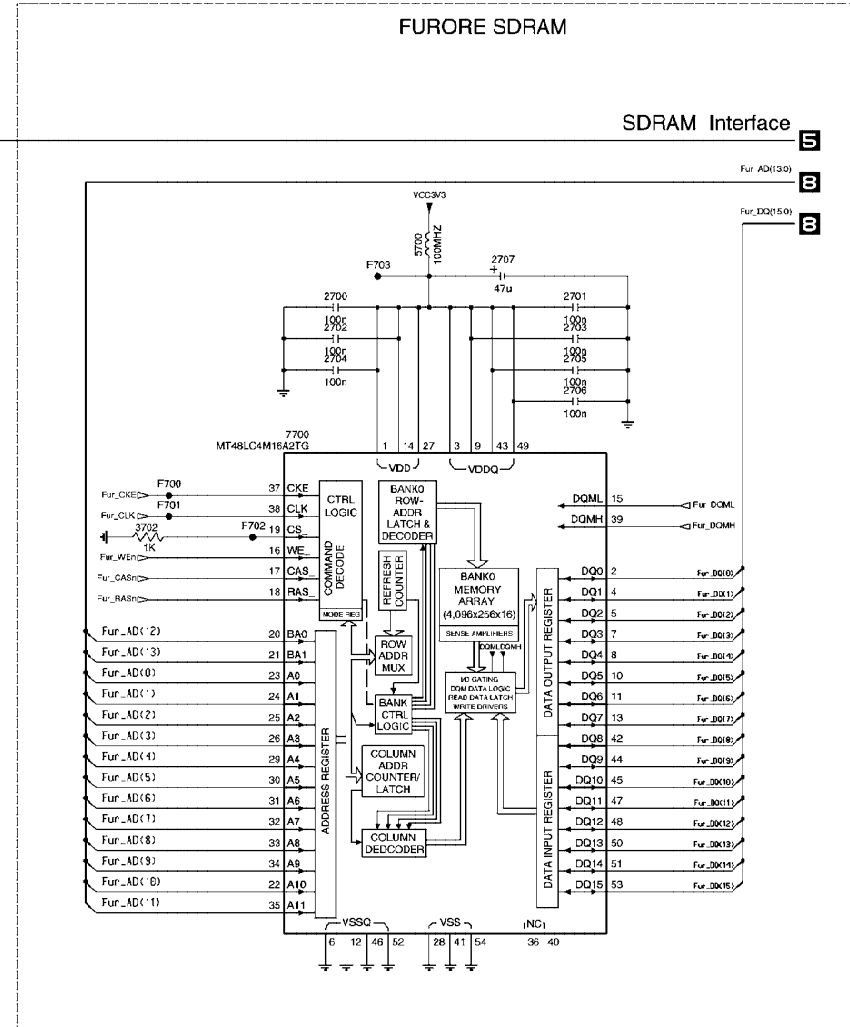 FURORE SDRAM
SDRAM Interface
5
Fur_AD(13:0)
8
Fur_DQ(15:0)
8
VCC3V3
5700
100MHZ
F703
2707
+
47u
2700
100n
2702
100n
2704
100n
2701
100n
2703
100n
2705
100n
2706
100n
7700
MT48LC4M16A2TG
1 14 27
VDD
3 9 43 49
VDDQ
Fur_CKE F700 37 CKE
Fur_CLK F701 38 CLK
3702 1K F702 19 CS_
Fur_WEn 16 WE_
Fur_CASn 17 CAS_
Fur_RASn 18 RAS_
CTRL
LOGIC
COMMAND
DECODE
MODE REG
BANK0
ROW-
ADDR
LATCH &
DECODER
REFRESH
COUNTER
BANK0
MEMORY
ARRAY
(4,096x256x16)
SENSE AMPLIFIERS
DQML DQMH
I/O GATING
DQM DATA LOGIC
READ DATA LATCH
WRITE DRIVERS
ROW
ADDR
MUX
BANK
CTRL
LOGIC
COLUMN
ADDR
COUNTER/
LATCH
COLUMN
DEDCODER
ADDRESS REGISTER
DATA OUTPUT REGISTER
DATA INPUT REGISTER
Fur_AD(12) 20 BA0
Fur_AD(13) 21 BA1
Fur_AD(0) 23 A0
Fur_AD(1) 24 A1
Fur_AD(2) 25 A2
Fur_AD(3) 26 A3
Fur_AD(4) 29 A4
Fur_AD(5) 30 A5
Fur_AD(6) 31 A6
Fur_AD(7) 32 A7
Fur_AD(8) 33 A8
Fur_AD(9) 34 A9
Fur_AD(10) 22 A10
Fur_AD(11) 35 A11
DQML 15 Fur_DQML
DQMH 39 Fur_DQMH
DQ0 2 Fur_DQ(0)
DQ1 4 Fur_DQ(1)
DQ2 5 Fur_DQ(2)
DQ3 7 Fur_DQ(3)
DQ4 8 Fur_DQ(4)
DQ5 10 Fur_DQ(5)
DQ6 11 Fur_DQ(6)
DQ7 13 Fur_DQ(7)
DQ8 42 Fur_DQ(8)
DQ9 44 Fur_DQ(9)
DQ10 45 Fur_DQ(10)
DQ11 47 Fur_DQ(11)
DQ12 48 Fur_DQ(12)
DQ13 50 Fur_DQ(13)
DQ14 51 Fur_DQ(14)
DQ15 53 Fur_DQ(15)
VSSQ
6 12 46 52
VSS
28 41 54
(NC)
36 40